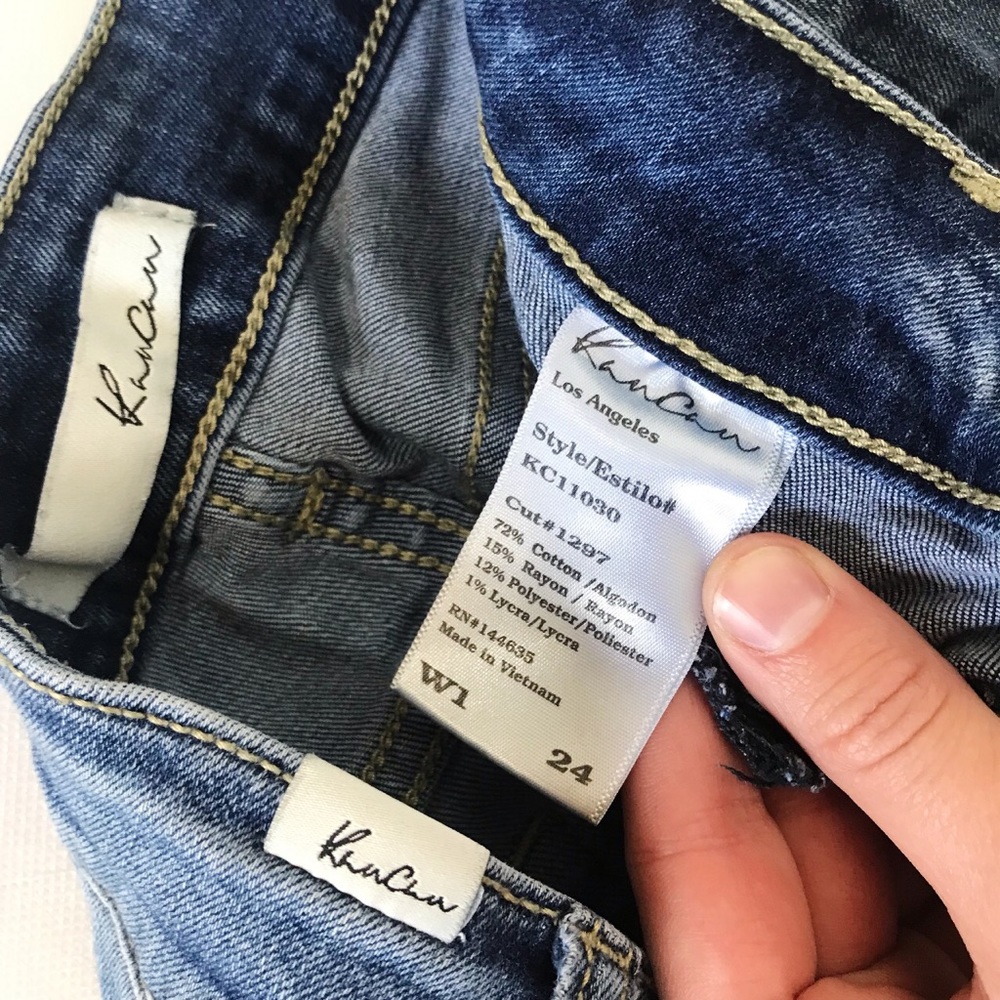 KanCan
KanCan
Los Angeles
Style/Estilo#
KC11030
Cut#1297
72% Cotton /Algodon
15% Rayon / Rayon
12% Polyester/Poliester
1% Lycra/Lycra
RN#144635
Made in Vietnam
W1
24
KanCan